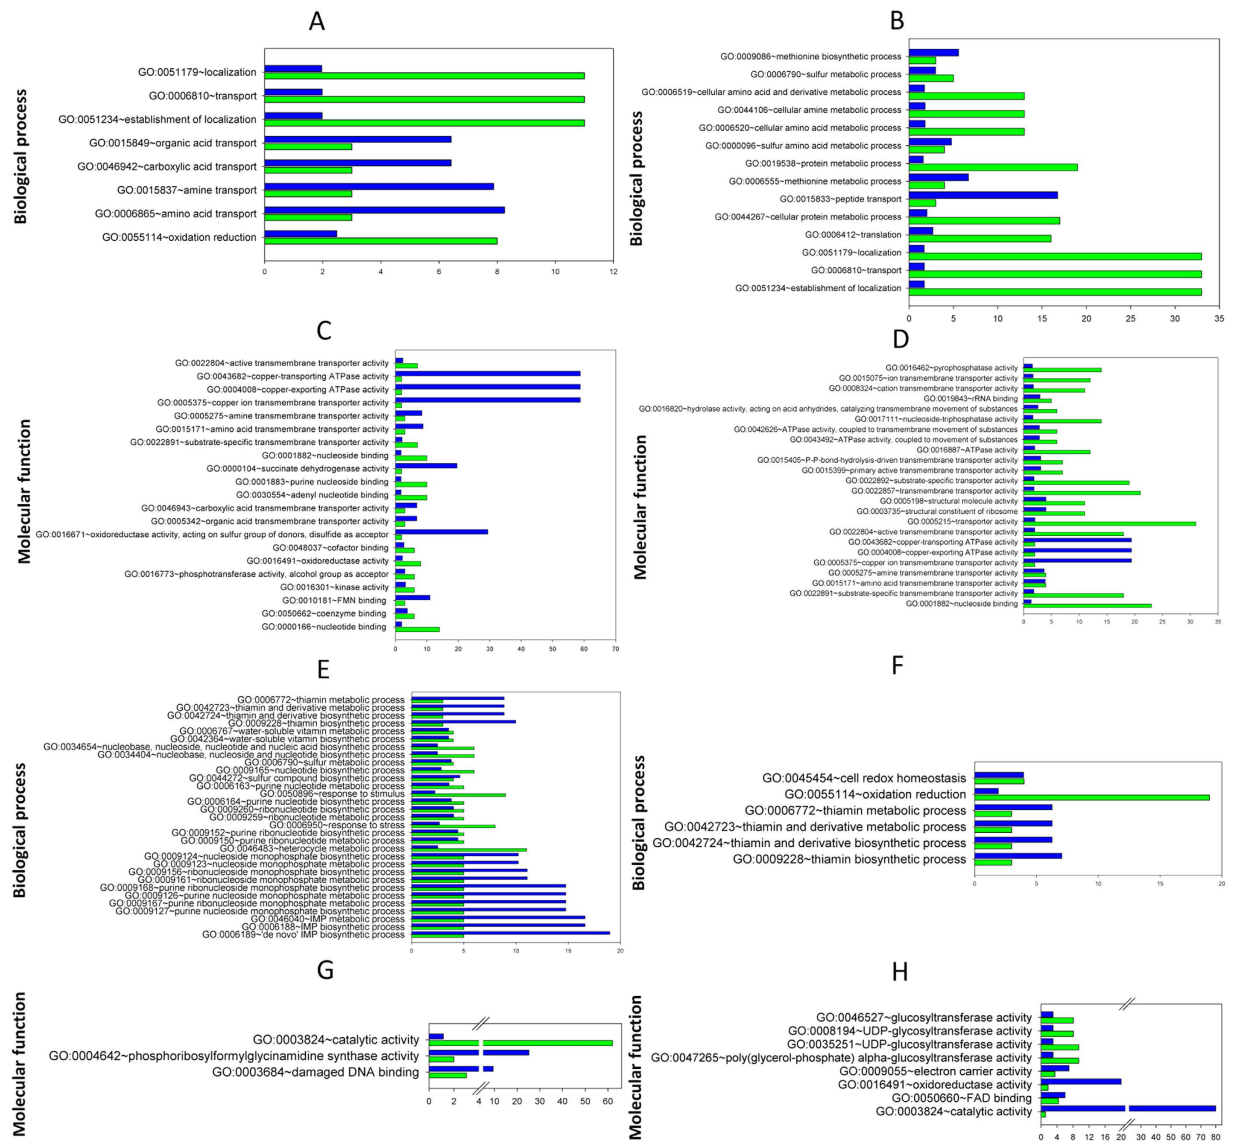 A
Biological process
GO:0051179~localization
GO:0006810~transport
GO:0051234~establishment of localization
GO:0015849~organic acid transport
GO:0046942~carboxylic acid transport
GO:0015837~amine transport
GO:0006865~amino acid transport
GO:0055114~oxidation reduction
0 2 4 6 8 10 12
B
Biological process
GO:0009086~methionine biosynthetic process
GO:0006790~sulfur metabolic process
GO:0006519~cellular amino acid and derivative metabolic process
GO:0044106~cellular amine metabolic process
GO:0006520~cellular amino acid metabolic process
GO:0000096~sulfur amino acid metabolic process
GO:0019538~protein metabolic process
GO:0006555~methionine metabolic process
GO:0015833~peptide transport
GO:0044267~cellular protein metabolic process
GO:0006412~translation
GO:0051179~localization
GO:0006810~transport
GO:0051234~establishment of localization
0 5 10 15 20 25 30 35
C
Molecular function
GO:0022804~active transmembrane transporter activity
GO:0043682~copper-transporting ATPase activity
GO:0004008~copper-exporting ATPase activity
GO:0005375~copper ion transmembrane transporter activity
GO:0005275~amine transmembrane transporter activity
GO:0015171~amino acid transmembrane transporter activity
GO:0022891~substrate-specific transmembrane transporter activity
GO:0001882~nucleoside binding
GO:0000104~succinate dehydrogenase activity
GO:0001883~purine nucleoside binding
GO:0030554~adenyl nucleotide binding
GO:0046943~carboxylic acid transmembrane transporter activity
GO:0005342~organic acid transmembrane transporter activity
GO:0016671~oxidoreductase activity, acting on sulfur group of donors, disulfide as acceptor
GO:0048037~cofactor binding
GO:0016491~oxidoreductase activity
GO:0016773~phosphotransferase activity, alcohol group as acceptor
GO:0016301~kinase activity
GO:0010181~FMN binding
GO:0050662~coenzyme binding
GO:0000166~nucleotide binding
0 10 20 30 40 50 60 70
D
Molecular function
GO:0016462~pyrophosphatase activity
GO:0015075~ion transmembrane transporter activity
GO:0008324~cation transmembrane transporter activity
GO:0019843~rRNA binding
GO:0016820~hydrolase activity, acting on acid anhydrides, catalyzing transmembrane movement of substances
GO:0017111~nucleoside-triphosphatase activity
GO:0042626~ATPase activity, coupled to transmembrane movement of substances
GO:0043492~ATPase activity, coupled to movement of substances
GO:0016887~ATPase activity
GO:0015405~P-P-bond-hydrolysis-driven transmembrane transporter activity
GO:0015399~primary active transmembrane transporter activity
GO:0022892~substrate-specific transporter activity
GO:0022857~transmembrane transporter activity
GO:0005198~structural molecule activity
GO:0003735~structural constituent of ribosome
GO:0005215~transporter activity
GO:0022804~active transmembrane transporter activity
GO:0043682~copper-transporting ATPase activity
GO:0004008~copper-exporting ATPase activity
GO:0005375~copper ion transmembrane transporter activity
GO:0005275~amine transmembrane transporter activity
GO:0015171~amino acid transmembrane transporter activity
GO:0022891~substrate-specific transmembrane transporter activity
GO:0001882~nucleoside binding
0 5 10 15 20 25 30 35
E
Biological process
GO:0006772~thiamin metabolic process
GO:0042723~thiamin and derivative metabolic process
GO:0042724~thiamin and derivative biosynthetic process
GO:0009228~thiamin biosynthetic process
GO:0006767~water-soluble vitamin metabolic process
GO:0042364~water-soluble vitamin biosynthetic process
GO:0034654~nucleobase, nucleoside, nucleotide and nucleic acid biosynthetic process
GO:0034404~nucleobase, nucleoside and nucleotide biosynthetic process
GO:0006790~sulfur metabolic process
GO:0009165~nucleotide biosynthetic process
GO:0044272~sulfur compound biosynthetic process
GO:0006163~purine nucleotide metabolic process
GO:0050896~response to stimulus
GO:0006164~purine nucleotide biosynthetic process
GO:0009260~ribonucleotide biosynthetic process
GO:0009259~ribonucleotide metabolic process
GO:0006950~response to stress
GO:0009152~purine ribonucleotide biosynthetic process
GO:0009150~purine ribonucleotide metabolic process
GO:0046483~heterocycle metabolic process
GO:0009124~nucleoside monophosphate biosynthetic process
GO:0009123~nucleoside monophosphate metabolic process
GO:0009156~ribonucleoside monophosphate biosynthetic process
GO:0009161~ribonucleoside monophosphate metabolic process
GO:0009168~purine ribonucleoside monophosphate biosynthetic process
GO:0009126~purine nucleoside monophosphate metabolic process
GO:0009167~purine ribonucleoside monophosphate metabolic process
GO:0009127~purine nucleoside monophosphate biosynthetic process
GO:0046040~IMP metabolic process
GO:0006188~IMP biosynthetic process
GO:0006189~'de novo' IMP biosynthetic process
0 5 10 15 20
F
Biological process
GO:0045454~cell redox homeostasis
GO:0055114~oxidation reduction
GO:0006772~thiamin metabolic process
GO:0042723~thiamin and derivative metabolic process
GO:0042724~thiamin and derivative biosynthetic process
GO:0009228~thiamin biosynthetic process
0 5 10 15 20
G
Molecular function
GO:0003824~catalytic activity
GO:0004642~phosphoribosylformylglycinamidine synthase activity
GO:0003684~damaged DNA binding
0 2 4 10 20 30 40 50 60
H
Molecular function
GO:0046527~glucosyltransferase activity
GO:0008194~UDP-glycosyltransferase activity
GO:0035251~UDP-glucosyltransferase activity
GO:0047265~poly(glycerol-phosphate) alpha-glucosyltransferase activity
GO:0009055~electron carrier activity
GO:0016491~oxidoreductase activity
GO:0050660~FAD binding
GO:0003824~catalytic activity
0 4 8 12 16 20 30 40 50 60 70 80